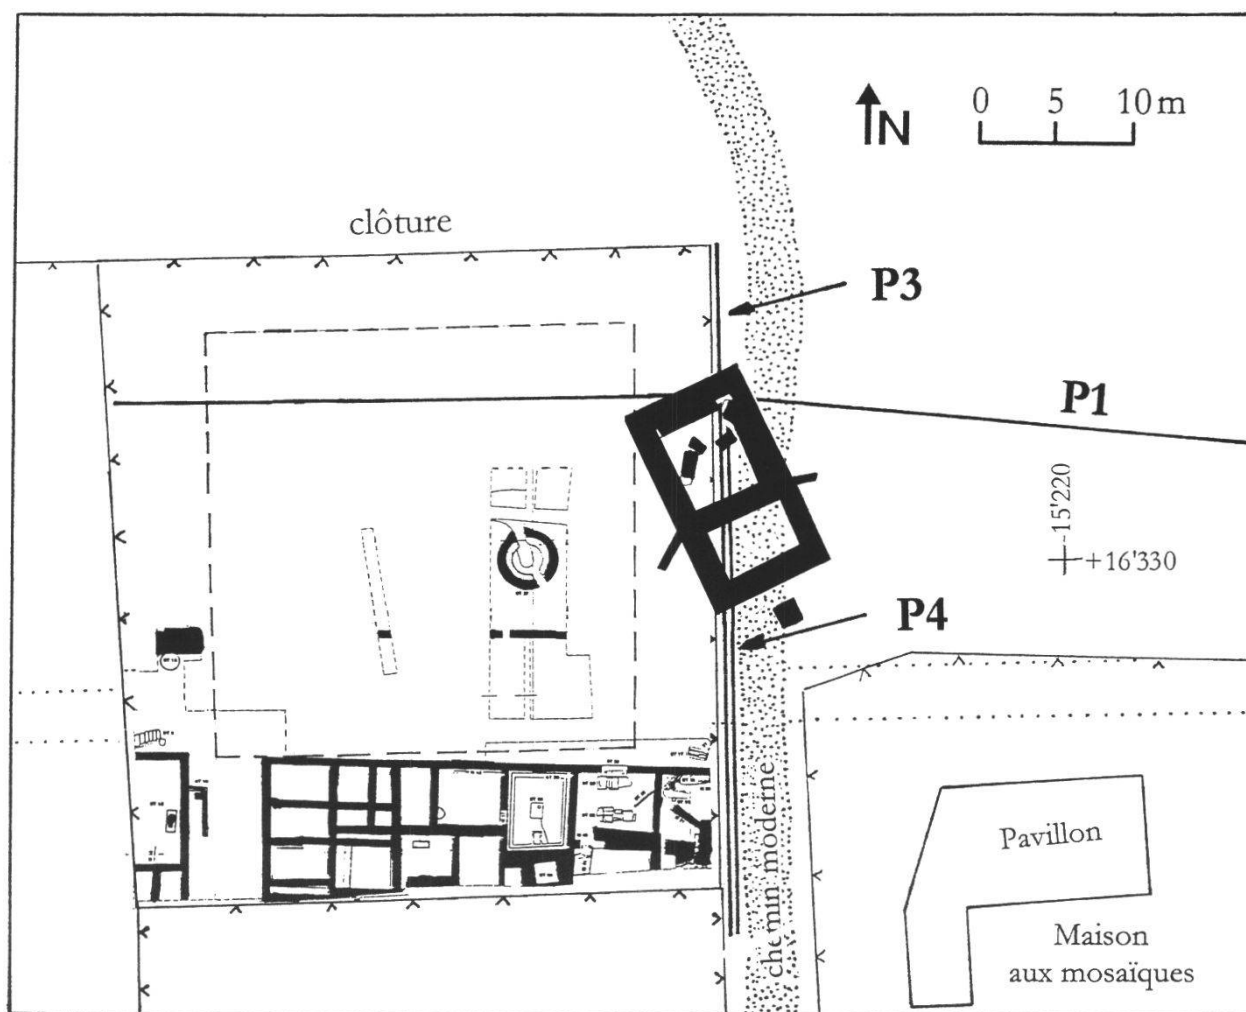 0 5 10 m
N
clôture
P3
P1
15'220
+16'330
P4
chemin moderne
Pavillon
Maison
aux mosaïques